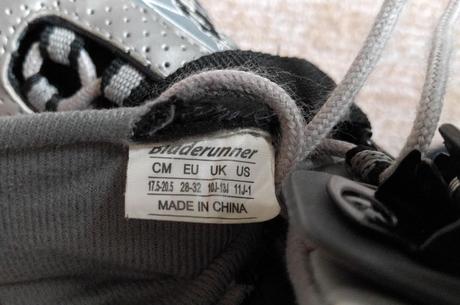 Bladerunner
CM EU UK US
17.5-20.5 28-32 10J-13J 11J-1
MADE IN CHINA